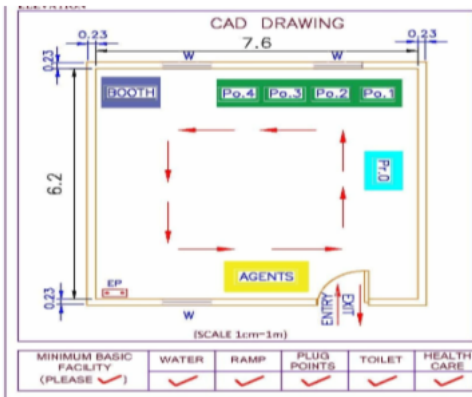 ELEVATION
CAD DRAWING
0.23
7.6
0.23
W
W
0.23
BOOTH
Po.4
Po.3
Po.2
Po.1
Pr.0
6.2
EP
AGENTS
0.23
ENTRY
EXIT
W
(SCALE 1cm=1m)
MINIMUM BASIC
FACILITY
(PLEASE ✓)
WATER
RAMP
PLUG
POINTS
TOILET
HEALTH
CARE